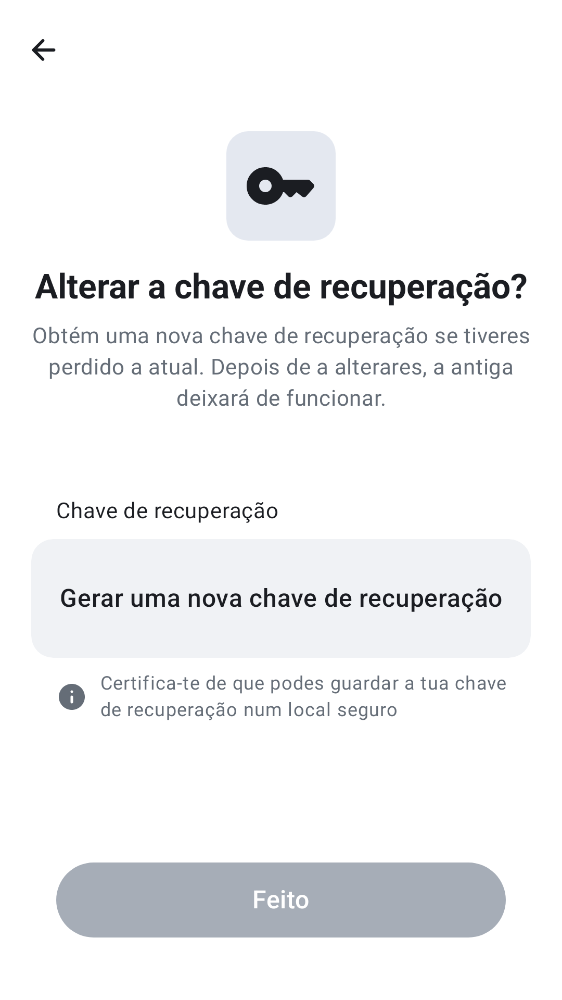 Alterar a chave de recuperação?
Obtém uma nova chave de recuperação se tiveres
perdido a atual. Depois de a alterares, a antiga
deixará de funcionar.
Chave de recuperação
Gerar uma nova chave de recuperação
Certifica-te de que podes guardar a tua chave
de recuperação num local seguro
Feito